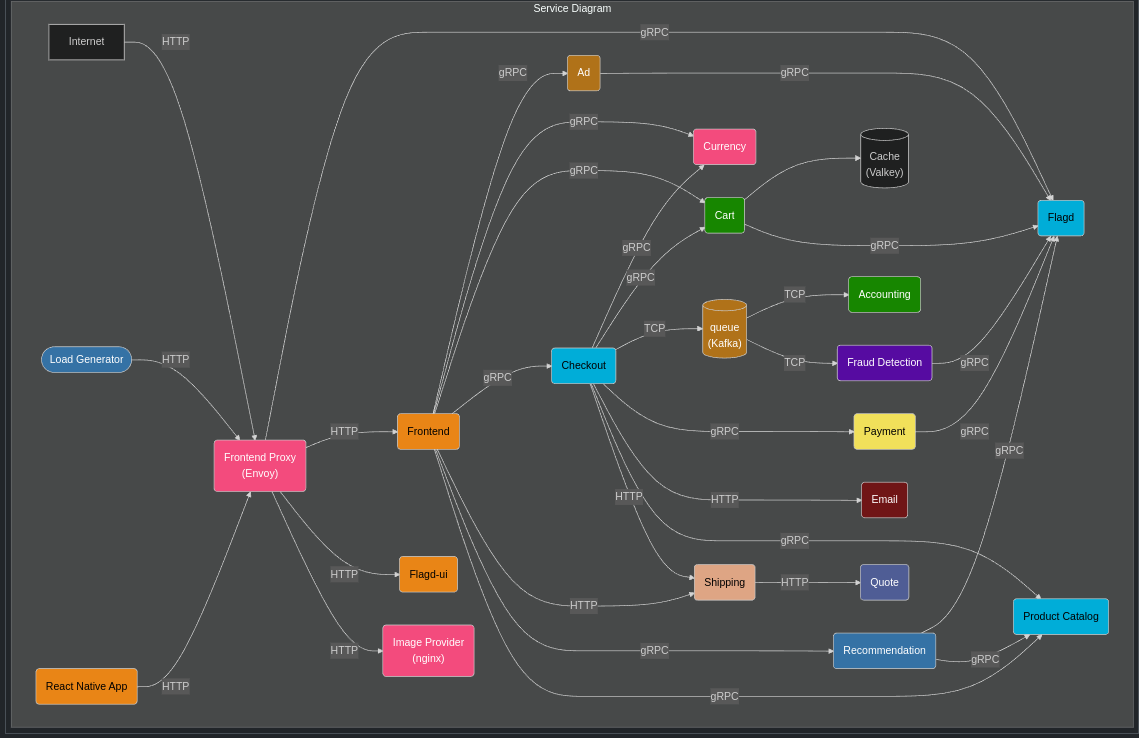 Service Diagram
Internet
HTTP
gRPC
gRPC
Ad
gRPC
gRPC
Currency
Cache
(Valkey)
gRPC
Cart
Flagd
gRPC
gRPC
gRPC
TCP
Accounting
queue
(Kafka)
TCP
Load Generator
HTTP
Checkout
TCP
Fraud Detection
gRPC
gRPC
HTTP
Frontend
gRPC
Payment
gRPC
gRPC
Frontend Proxy
(Envoy)
HTTP
HTTP
Email
gRPC
HTTP
Flagd-ui
Shipping
HTTP
Quote
HTTP
Product Catalog
HTTP
Image Provider
(nginx)
gRPC
Recommendation
gRPC
React Native App
HTTP
gRPC